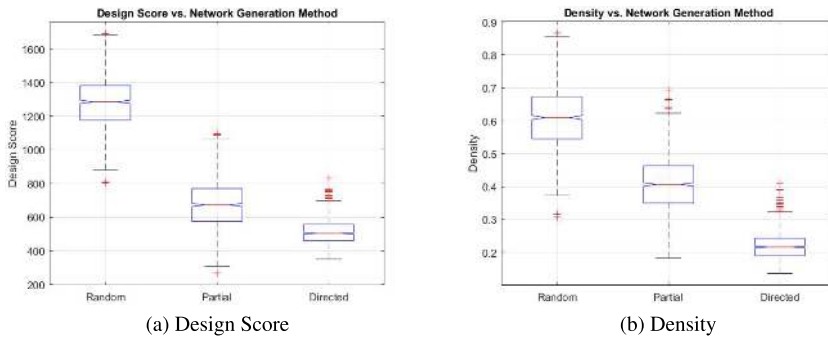 Design Score vs. Network Generation Method
1600
1400
1200
1000
800
600
400
200
Design Score
Random Partial Directed
(a) Design Score
Density vs. Network Generation Method
0.9
0.8
0.7
0.6
0.5
0.4
0.3
0.2
Density
Random Partial Directed
(b) Density